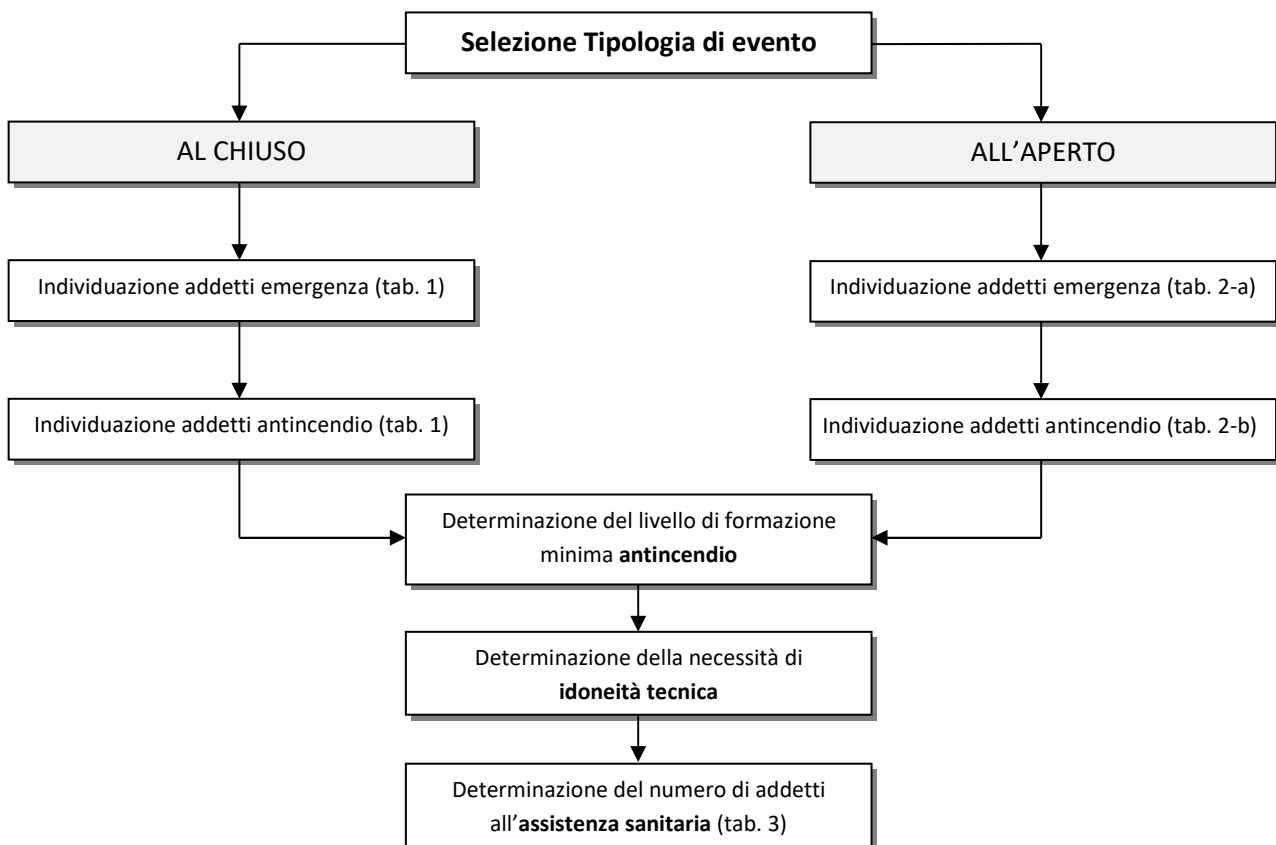 Selezione Tipologia di evento
AL CHIUSO
ALL’APERTO
Individuazione addetti emergenza (tab. 1)
Individuazione addetti emergenza (tab. 2-a)
Individuazione addetti antincendio (tab. 1)
Individuazione addetti antincendio (tab. 2-b)
Determinazione del livello di formazione
minima antincendio
Determinazione della necessità di
idoneità tecnica
Determinazione del numero di addetti
all’assistenza sanitaria (tab. 3)